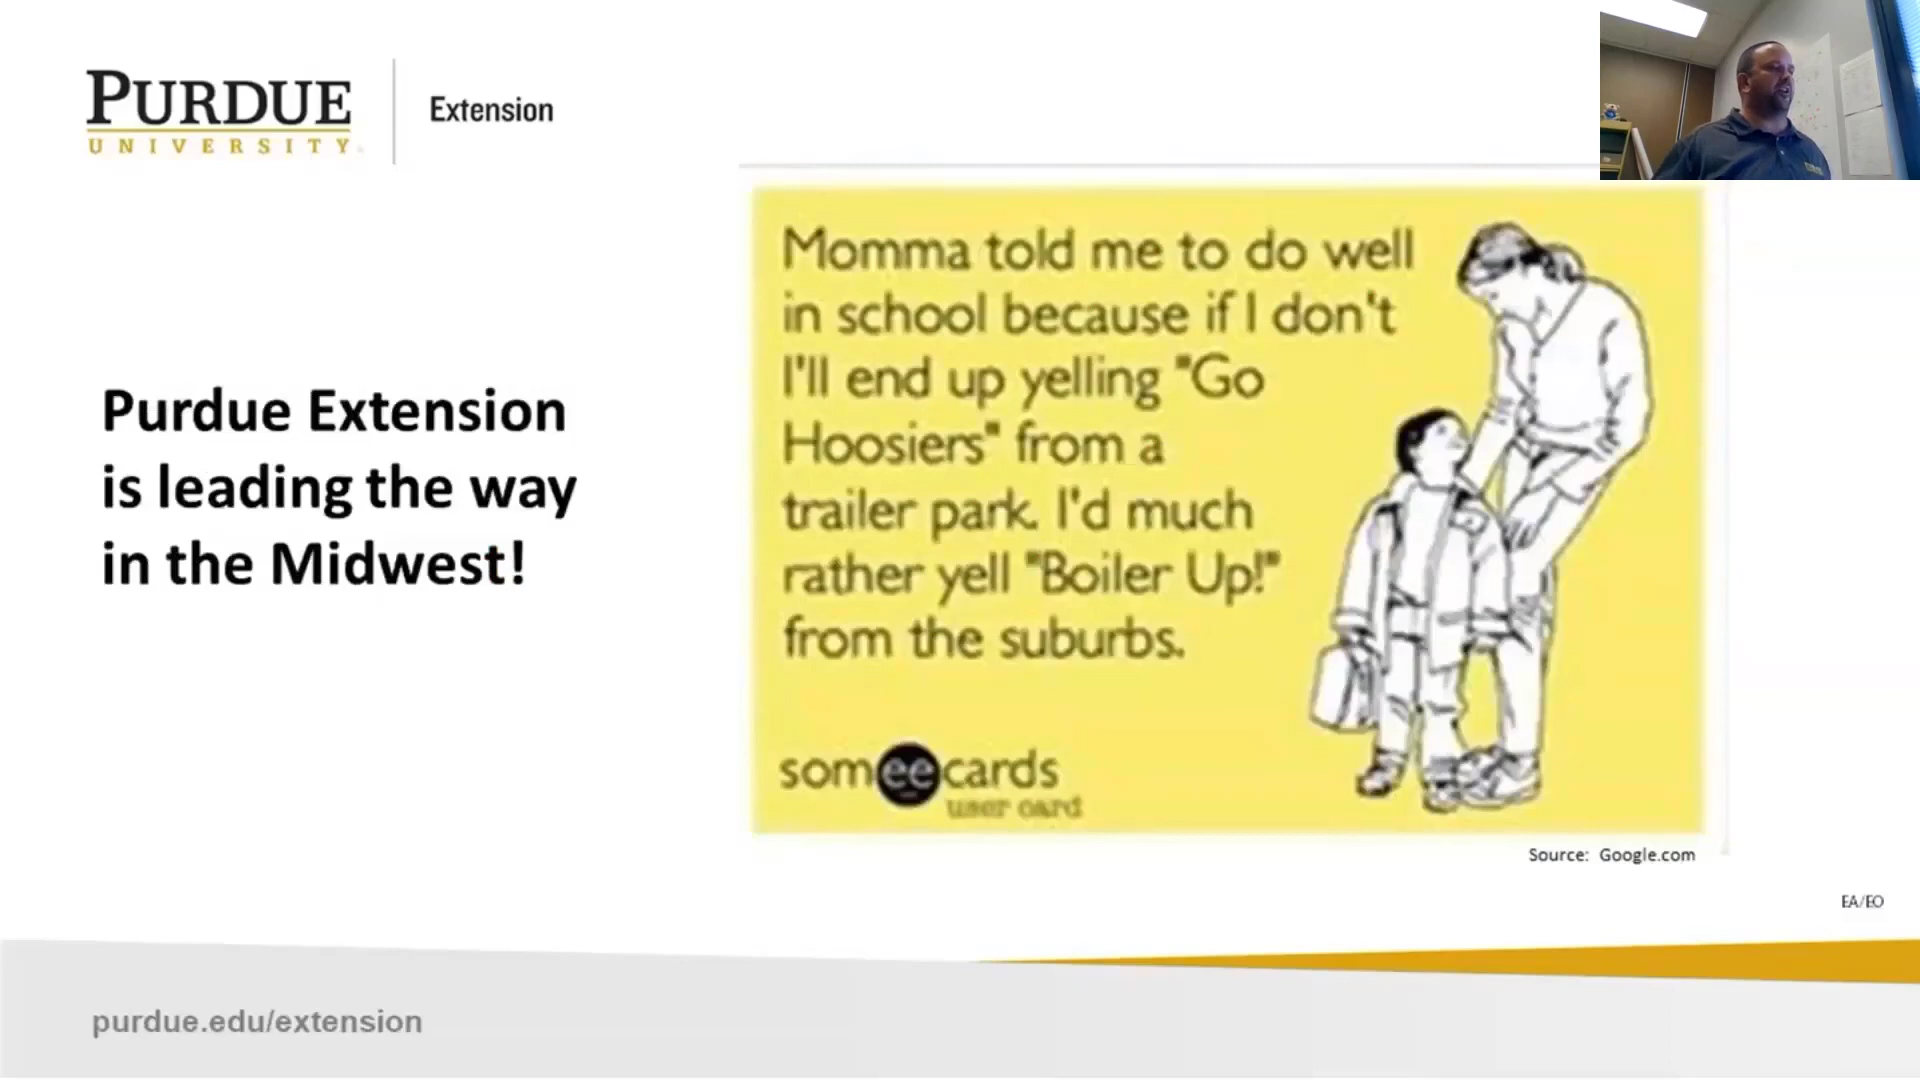 PURDUE
UNIVERSITY
Extension
Purdue Extension
is leading the way
in the Midwest!
Momma told me to do well
in school because if I don't
I'll end up yelling "Go
Hoosiers" from a
trailer park. I'd much
rather yell "Boiler Up!"
from the suburbs.
someecards
user card
Source: Google.com
EA/EO
purdue.edu/extension